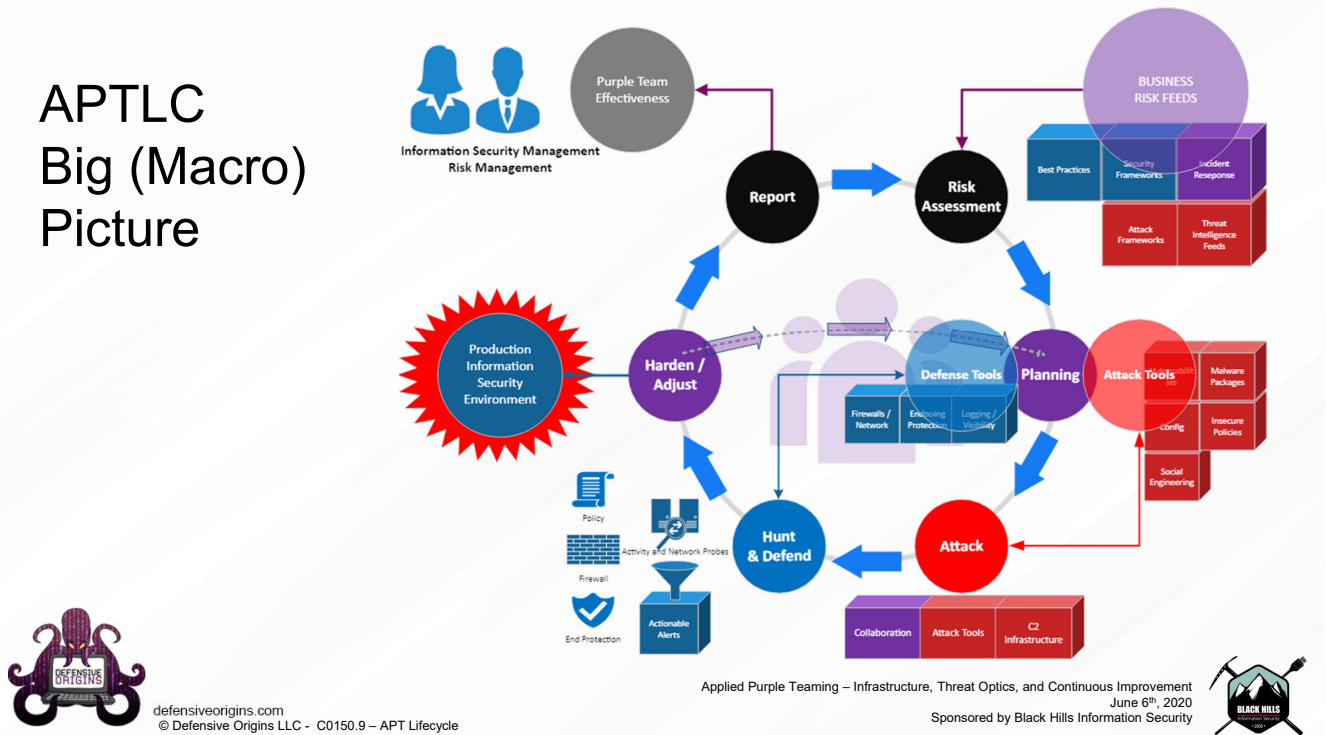 APTLC
Big (Macro)
Picture
Information Security Management
Risk Management
Purple Team
Effectiveness
BUSINESS
RISK FEEDS
Best Practices
Security
Frameworks
Incident
Reseponse
Attack
Frameworks
Threat
Intelligence
Feeds
Report
Risk
Assessment
Production
Information
Security
Environment
Harden /
Adjust
Defense Tools
Planning
Attack Tools
Firewalls /
Network
Endpoing
Protection
Logging /
Visibility
Vulnerabilit
ies
Malware
Packages
Config
Insecure
Policies
Social
Engineering
Policy
Activity and Network Probes
Firewall
End Protection
Actionable
Alerts
Hunt
& Defend
Attack
Collaboration
Attack Tools
C2
Infrastructure
DEFENSIVE
ORIGINS
defensiveorigins.com
© Defensive Origins LLC - C0150.9 – APT Lifecycle
Applied Purple Teaming – Infrastructure, Threat Optics, and Continuous Improvement
June 6th, 2020
Sponsored by Black Hills Information Security
BLACK HILLS
Information Security
• 2008 •